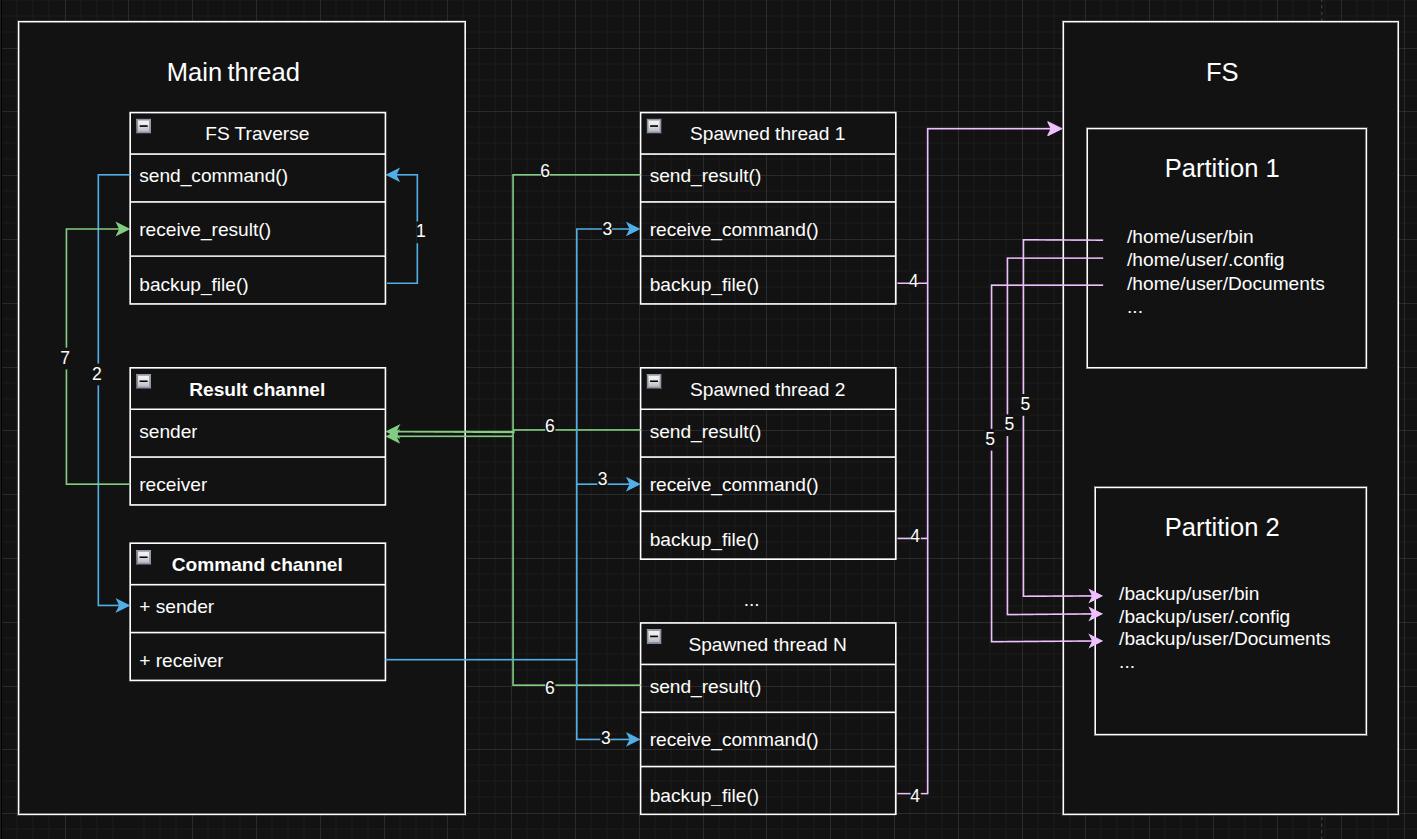 Main thread
FS Traverse
send_command()
receive_result()
backup_file()
1
7
2
Result channel
sender
receiver
Command channel
+ sender
+ receiver
Spawned thread 1
send_result()
receive_command()
backup_file()
6
3
4
Spawned thread 2
send_result()
receive_command()
backup_file()
6
3
4
...
Spawned thread N
send_result()
receive_command()
backup_file()
6
3
4
FS
Partition 1
/home/user/bin
/home/user/.config
/home/user/Documents
...
5
5
5
Partition 2
/backup/user/bin
/backup/user/.config
/backup/user/Documents
...